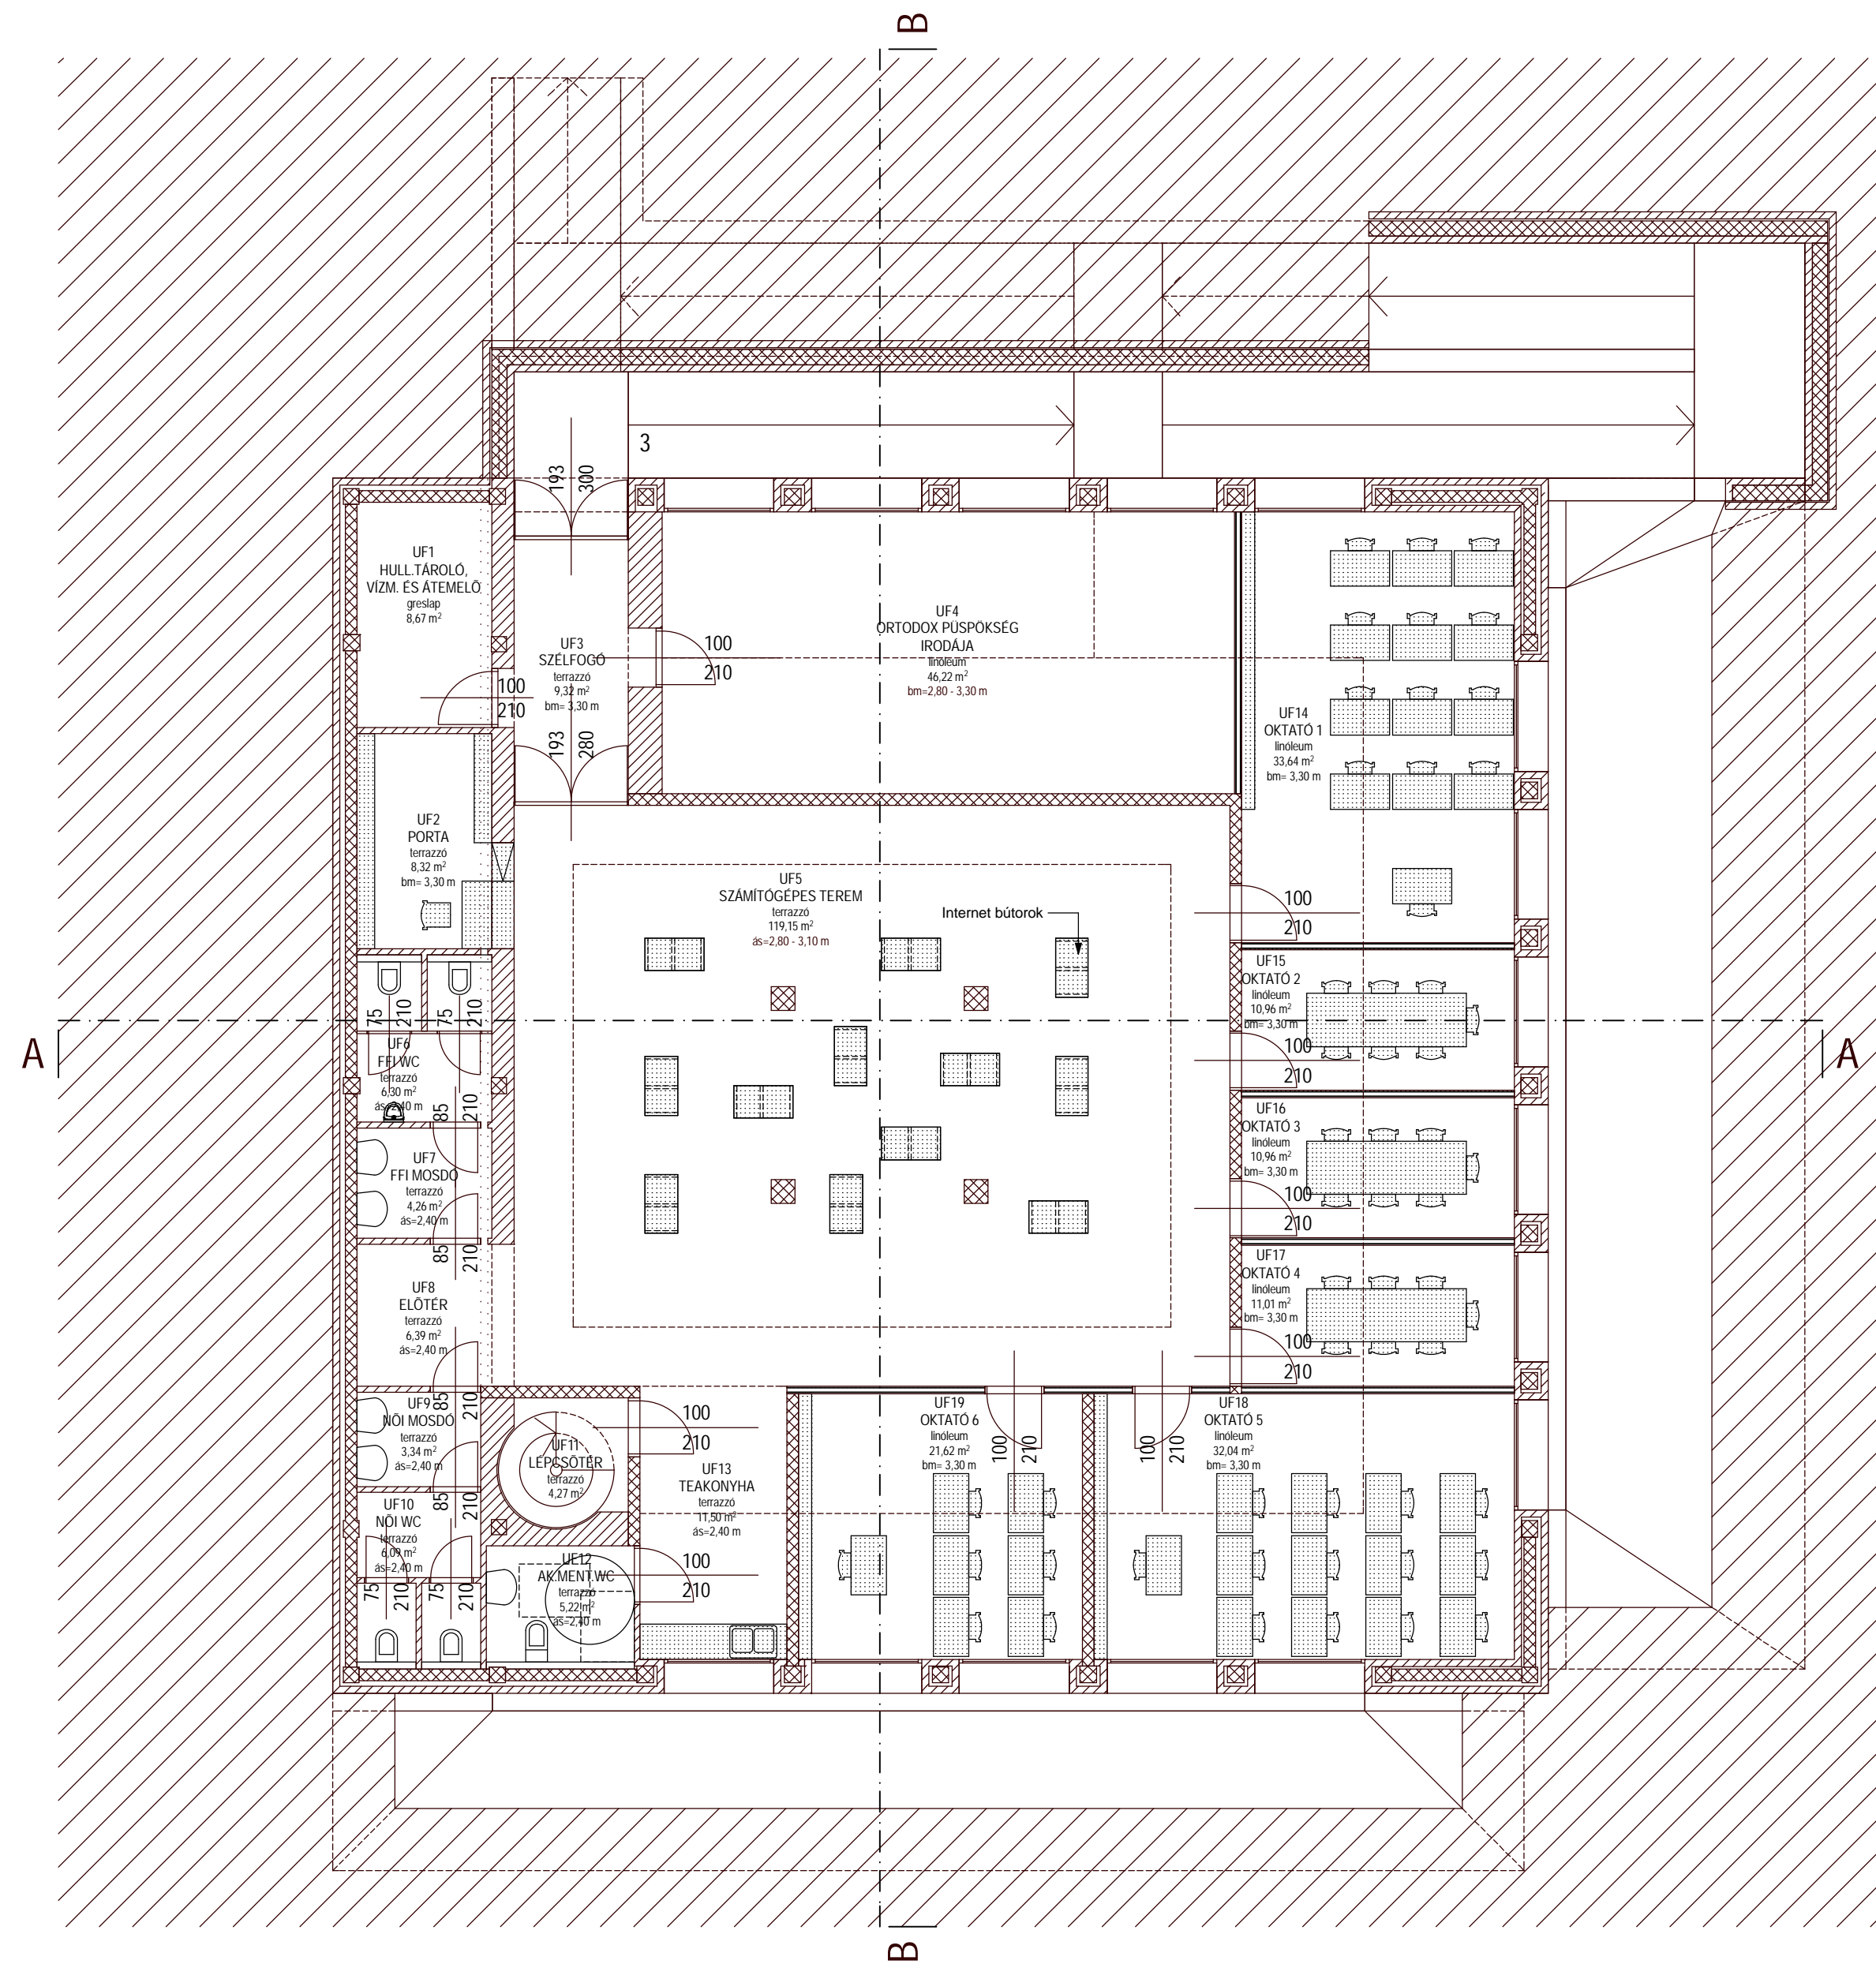 B
3
193
300
UF1
HULL.TÁROLÓ,
VÍZM. ÉS ÁTEMELŐ
greslap
8,67 m²
100
210
UF3
SZÉLFOGÓ
terrazzó
9,32 m²
bm= 3,30 m
193
280
100
210
UF4
ORTODOX PÜSPÖKSÉG
IRODÁJA
linóleum
46,22 m²
bm=2,80 - 3,30 m
UF14
OKTATÓ 1
linóleum
33,64 m²
bm= 3,30 m
100
210
UF2
PORTA
terrazzó
8,32 m²
bm= 3,30 m
UF5
SZÁMÍTÓGÉPES TEREM
terrazzó
119,15 m²
ás=2,80 - 3,10 m
Internet bútorok
UF15
OKTATÓ 2
linóleum
10,96 m²
bm= 3,30 m
100
210
75
210
75
210
A
A
UF6
FFI WC
terrazzó
6,30 m²
ás=2,40 m
85
210
UF16
OKTATÓ 3
linóleum
10,96 m²
bm= 3,30 m
100
210
UF7
FFI MOSDÓ
terrazzó
4,26 m²
ás=2,40 m
85
210
UF17
OKTATÓ 4
linóleum
11,01 m²
bm= 3,30 m
100
210
UF8
ELŐTÉR
terrazzó
6,39 m²
ás=2,40 m
85
210
UF9
NŐI MOSDÓ
terrazzó
3,34 m²
ás=2,40 m
85
210
UF11
LÉPCSŐTÉR
terrazzó
4,27 m²
100
210
UF13
TEAKONYHA
terrazzó
11,50 m²
ás=2,40 m
UF19
OKTATÓ 6
linóleum
21,62 m²
bm= 3,30 m
100
210
UF18
OKTATÓ 5
linóleum
32,04 m²
bm= 3,30 m
100
210
UF10
NŐI WC
terrazzó
6,09 m²
ás=2,40 m
75
210
75
210
UF12
AK.MENT.WC
terrazzó
5,22 m²
ás=2,40 m
100
210
B